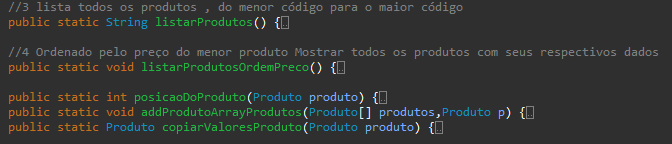 //3 lista todos os produtos , do menor código para o maior código
public static String listarProdutos() {
//4 Ordenado pelo preço do menor produto Mostrar todos os produtos com seus respectivos dados
public static void listarProdutosOrdemPreco() {
public static int posicaoDoProduto(Produto produto) {
public static void addProdutoArrayProdutos(Produto[] produtos,Produto p) {
public static Produto copiarValoresProduto(Produto produto) {